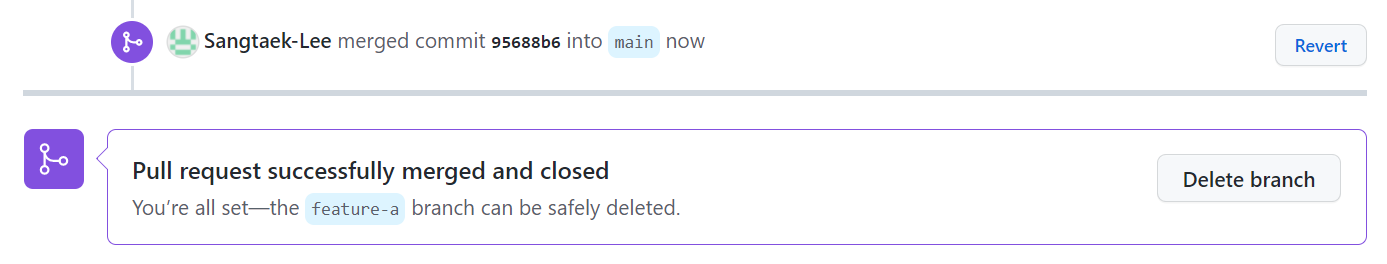 Sangtaek-Lee merged commit 95688b6 into main now
Revert
Pull request successfully merged and closed
You’re all set—the feature-a branch can be safely deleted.
Delete branch